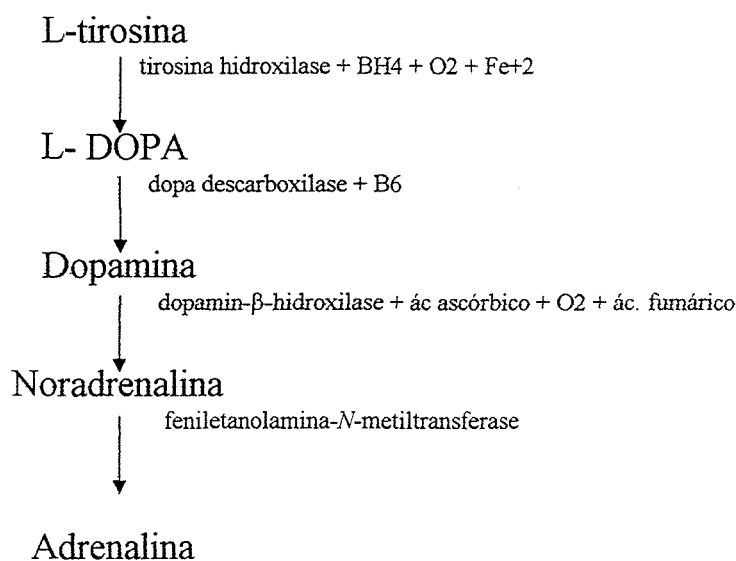 L-tirosina
tirosina hidroxilase + BH4 + O2 + Fe+2
L- DOPA
dopa descarboxilase + B6
Dopamina
dopamin-β-hidroxilase + ác ascórbico + O2 + ác. fumárico
Noradrenalina
feniletanolamina-N-metiltransferase
Adrenalina